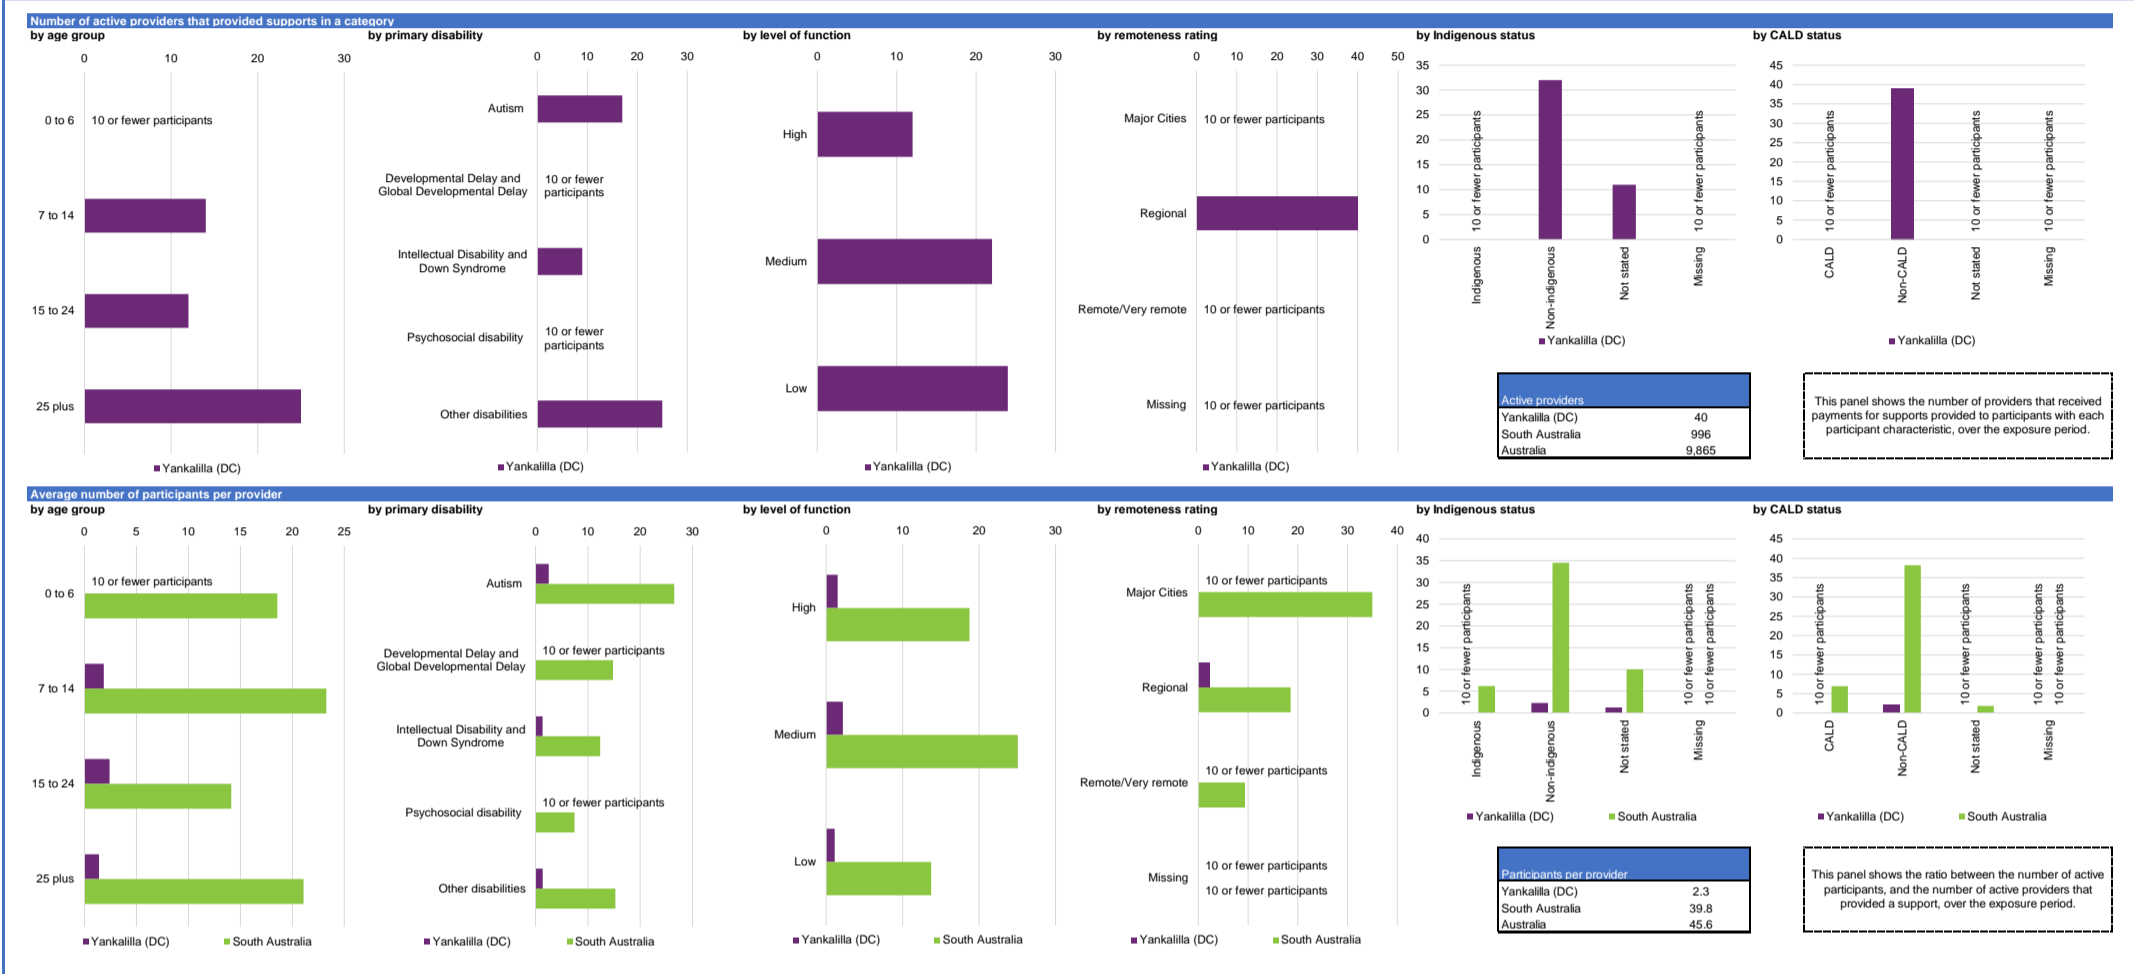 Number of active providers that provided supports in a category
by age group
0 10 20 30
0 to 6
10 or fewer participants
7 to 14
15 to 24
25 plus
Yankalilla (DC)
by primary disability
0 10 20 30
Autism
Developmental Delay and
Global Developmental Delay
10 or fewer
participants
Intellectual Disability and
Down Syndrome
Psychosocial disability
10 or fewer
participants
Other disabilities
Yankalilla (DC)
by level of function
0 10 20 30
High
Medium
Low
Yankalilla (DC)
by remoteness rating
0 10 20 30 40 50
Major Cities
10 or fewer participants
Regional
Remote/Very remote
10 or fewer participants
Missing
10 or fewer participants
Yankalilla (DC)
by Indigenous status
35
30
25
20
15
10
5
0
10 or fewer participants
10 or fewer participants
Indigenous
Non-indigenous
Not stated
Missing
Yankalilla (DC)
by CALD status
45
40
35
30
25
20
15
10
5
0
10 or fewer participants
10 or fewer participants
10 or fewer participants
CALD
Non-CALD
Not stated
Missing
Yankalilla (DC)
Active providers
Yankalilla (DC) 40
South Australia 996
Australia 9,865
This panel shows the number of providers that received
payments for supports provided to participants with each
participant characteristic, over the exposure period.
Average number of participants per provider
by age group
0 5 10 15 20 25
0 to 6
10 or fewer participants
7 to 14
15 to 24
25 plus
Yankalilla (DC) South Australia
by primary disability
0 10 20 30
Autism
Developmental Delay and
Global Developmental Delay
10 or fewer participants
Intellectual Disability and
Down Syndrome
Psychosocial disability
10 or fewer participants
Other disabilities
Yankalilla (DC) South Australia
by level of function
0 10 20 30
High
Medium
Low
Yankalilla (DC) South Australia
by remoteness rating
0 10 20 30 40
Major Cities
10 or fewer participants
Regional
Remote/Very remote
10 or fewer participants
Missing
10 or fewer participants
10 or fewer participants
Yankalilla (DC) South Australia
by Indigenous status
40
35
30
25
20
15
10
5
0
10 or fewer participants
10 or fewer participants
10 or fewer participants
Indigenous
Non-indigenous
Not stated
Missing
Yankalilla (DC) South Australia
by CALD status
45
40
35
30
25
20
15
10
5
0
10 or fewer participants
10 or fewer participants
10 or fewer participants
10 or fewer participants
CALD
Non-CALD
Not stated
Missing
Yankalilla (DC) South Australia
Participants per provider
Yankalilla (DC) 2.3
South Australia 39.8
Australia 45.6
This panel shows the ratio between the number of active
participants, and the number of active providers that
provided a support, over the exposure period.